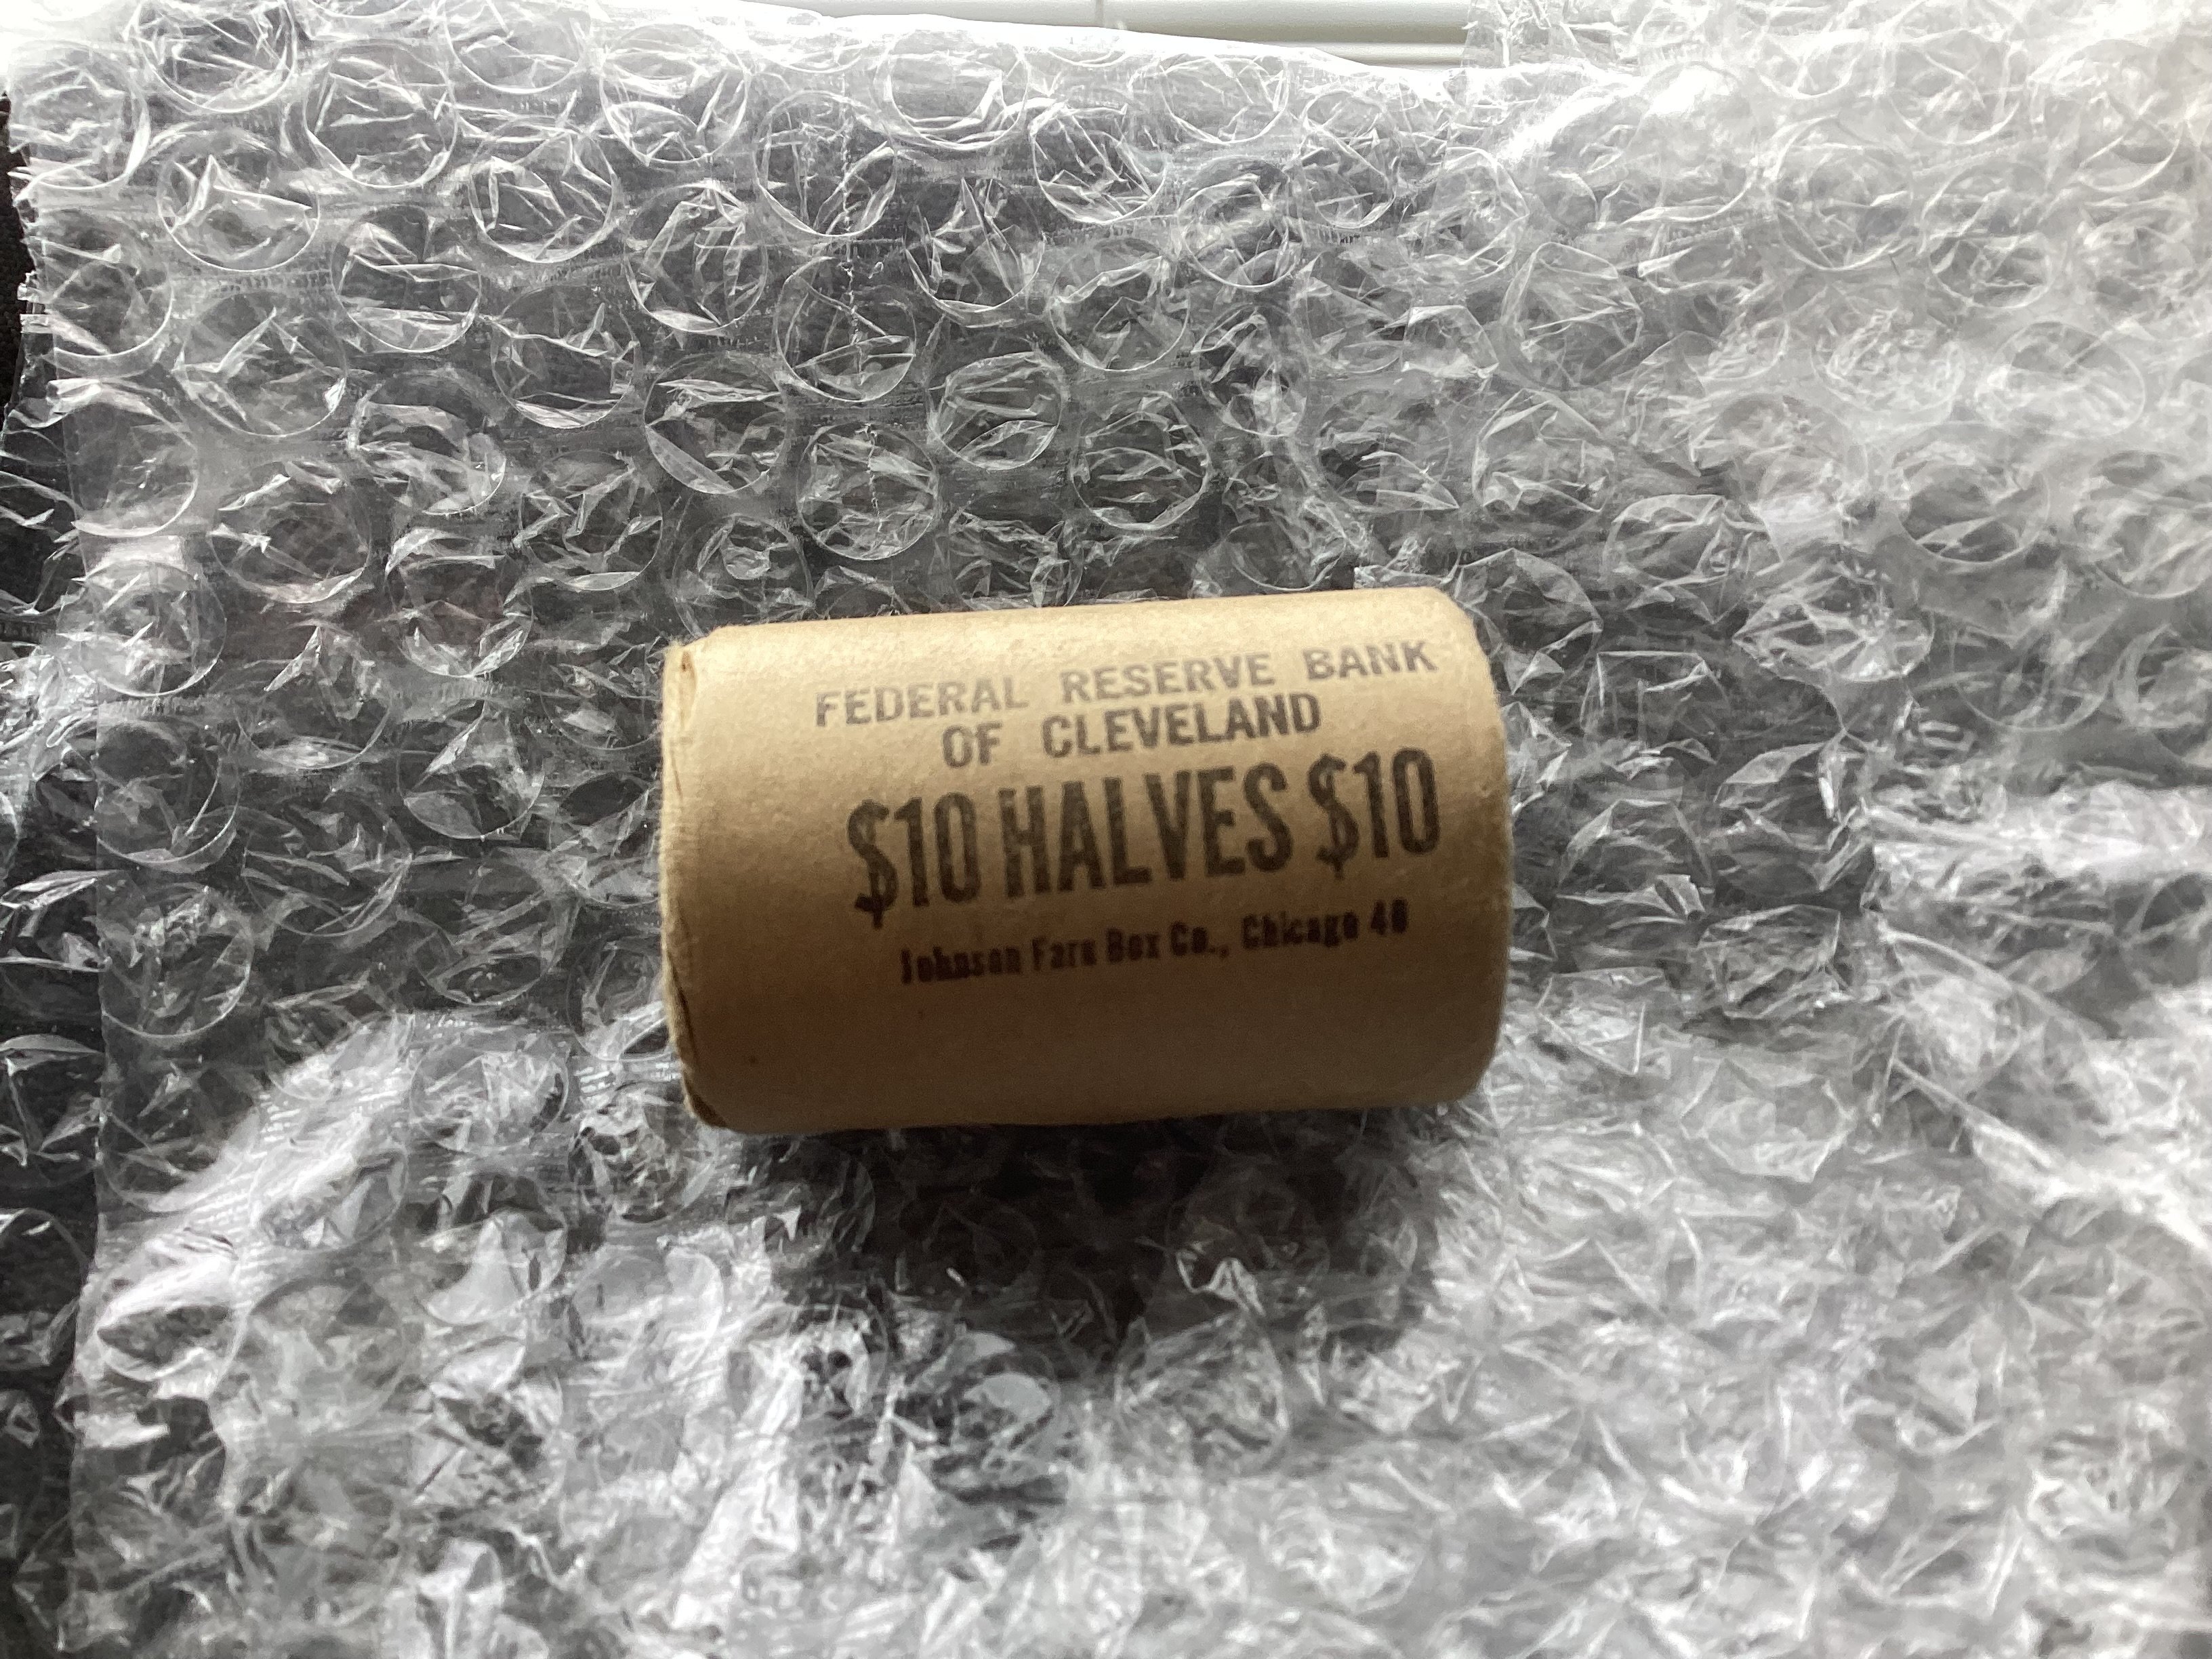 FEDERAL RESERVE BANK
OF CLEVELAND
$10 HALVES $10
Johnson Fare Box Co., Chicago 40